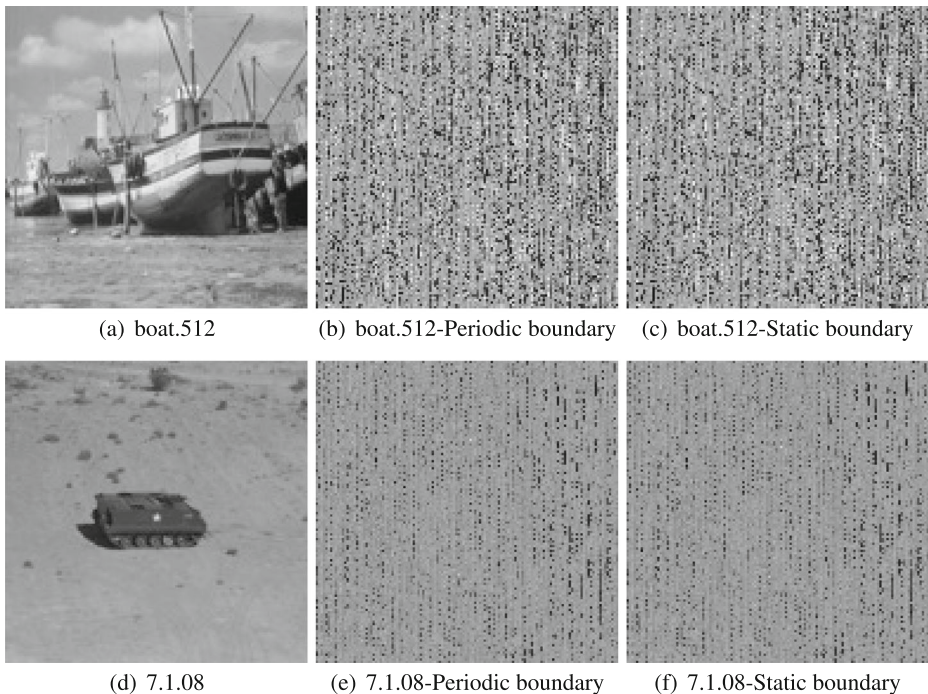 (a) boat.512
(b) boat.512-Periodic boundary
(c) boat.512-Static boundary
(d) 7.1.08
(e) 7.1.08-Periodic boundary
(f) 7.1.08-Static boundary